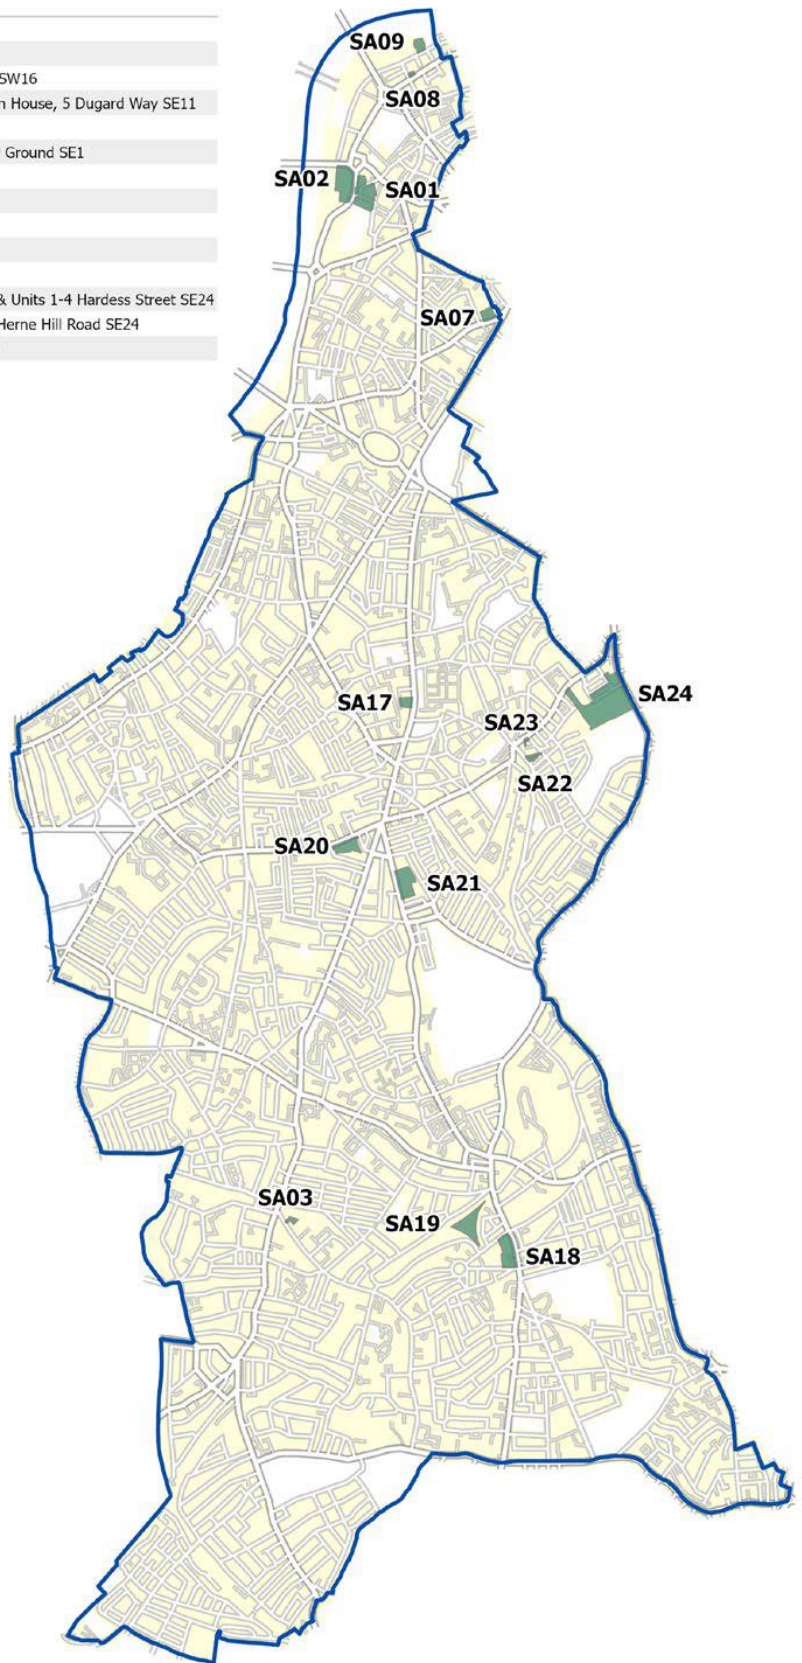 SW16
House, 5 Dugard Way SE11
Ground SE1
& Units 1-4 Hardess Street SE24
Herne Hill Road SE24
SA09
SA08
SA02
SA01
SA07
SA17
SA24
SA23
SA22
SA20
SA21
SA03
SA19
SA18